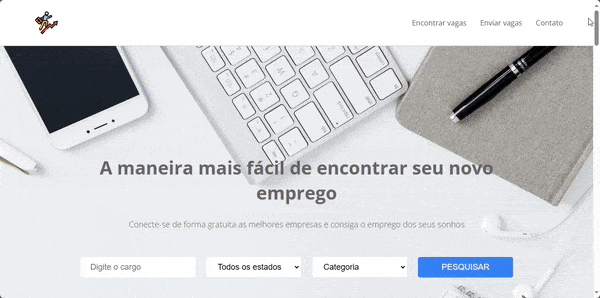 Encontrar vagas Enviar vagas Contato
A maneira mais fácil de encontrar seu novo
emprego
Conecte-se de forma gratuita as melhores empresas e consiga o emprego dos seus sonhos
Digite o cargo Todos os estados Categoria PESQUISAR